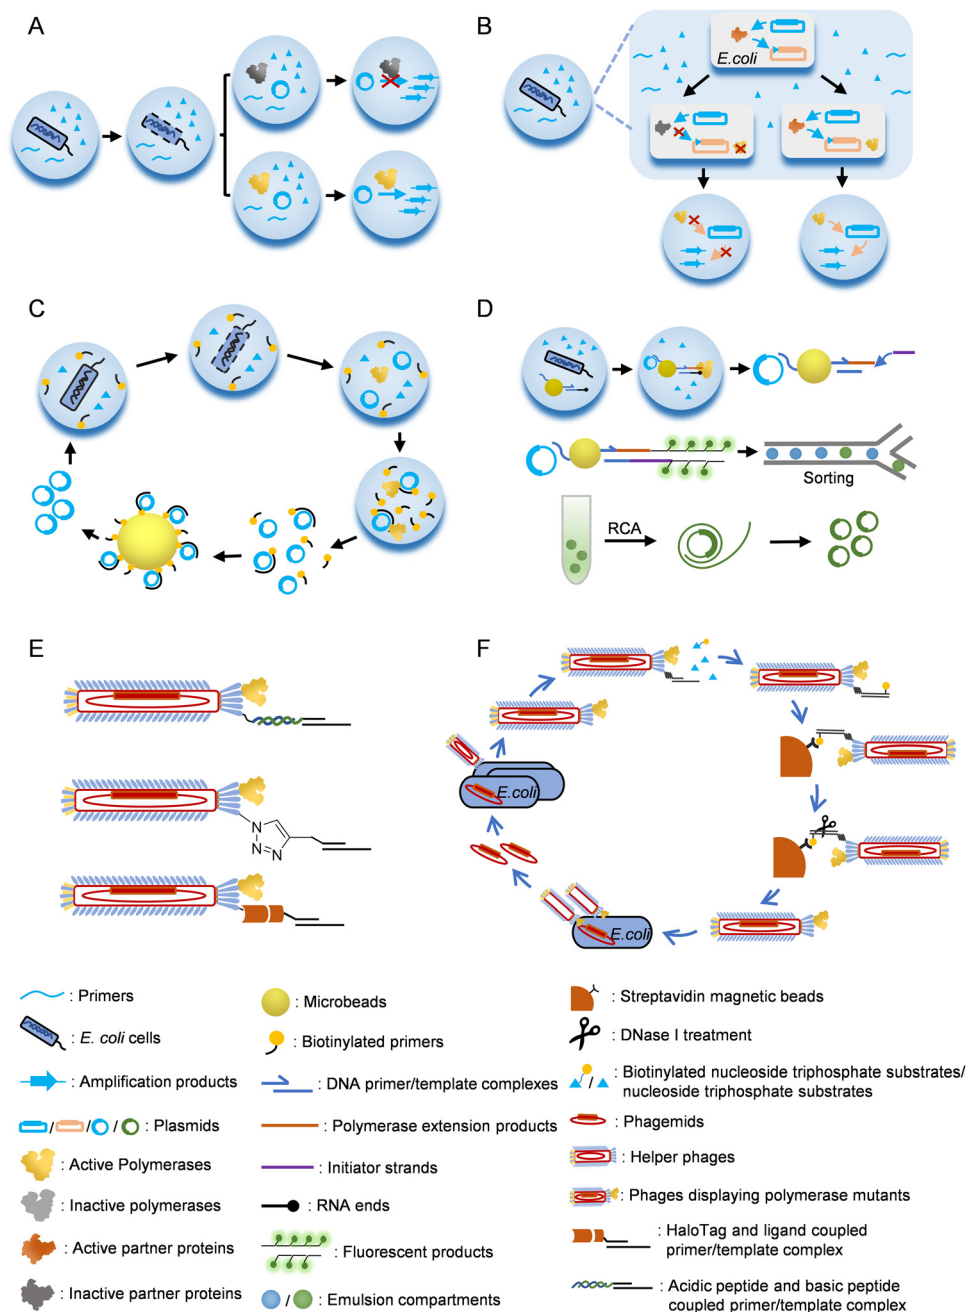 A
B
E.coli
C
D
Sorting
RCA
E
F
N
N
N
E.coli
E.coli
: Primers
: E. coli cells
: Amplification products
/ / / : Plasmids
: Active Polymerases
: Inactive polymerases
: Active partner proteins
: Inactive partner proteins
: Microbeads
: Biotinylated primers
: DNA primer/template complexes
: Polymerase extension products
: Initiator strands
: RNA ends
: Fluorescent products
/ : Emulsion compartments
: Streptavidin magnetic beads
: DNase I treatment
/ : Biotinylated nucleoside triphosphate substrates/
nucleoside triphosphate substrates
: Phagemids
: Helper phages
: Phages displaying polymerase mutants
: HaloTag and ligand coupled
primer/template complex
: Acidic peptide and basic peptide
coupled primer/template complex